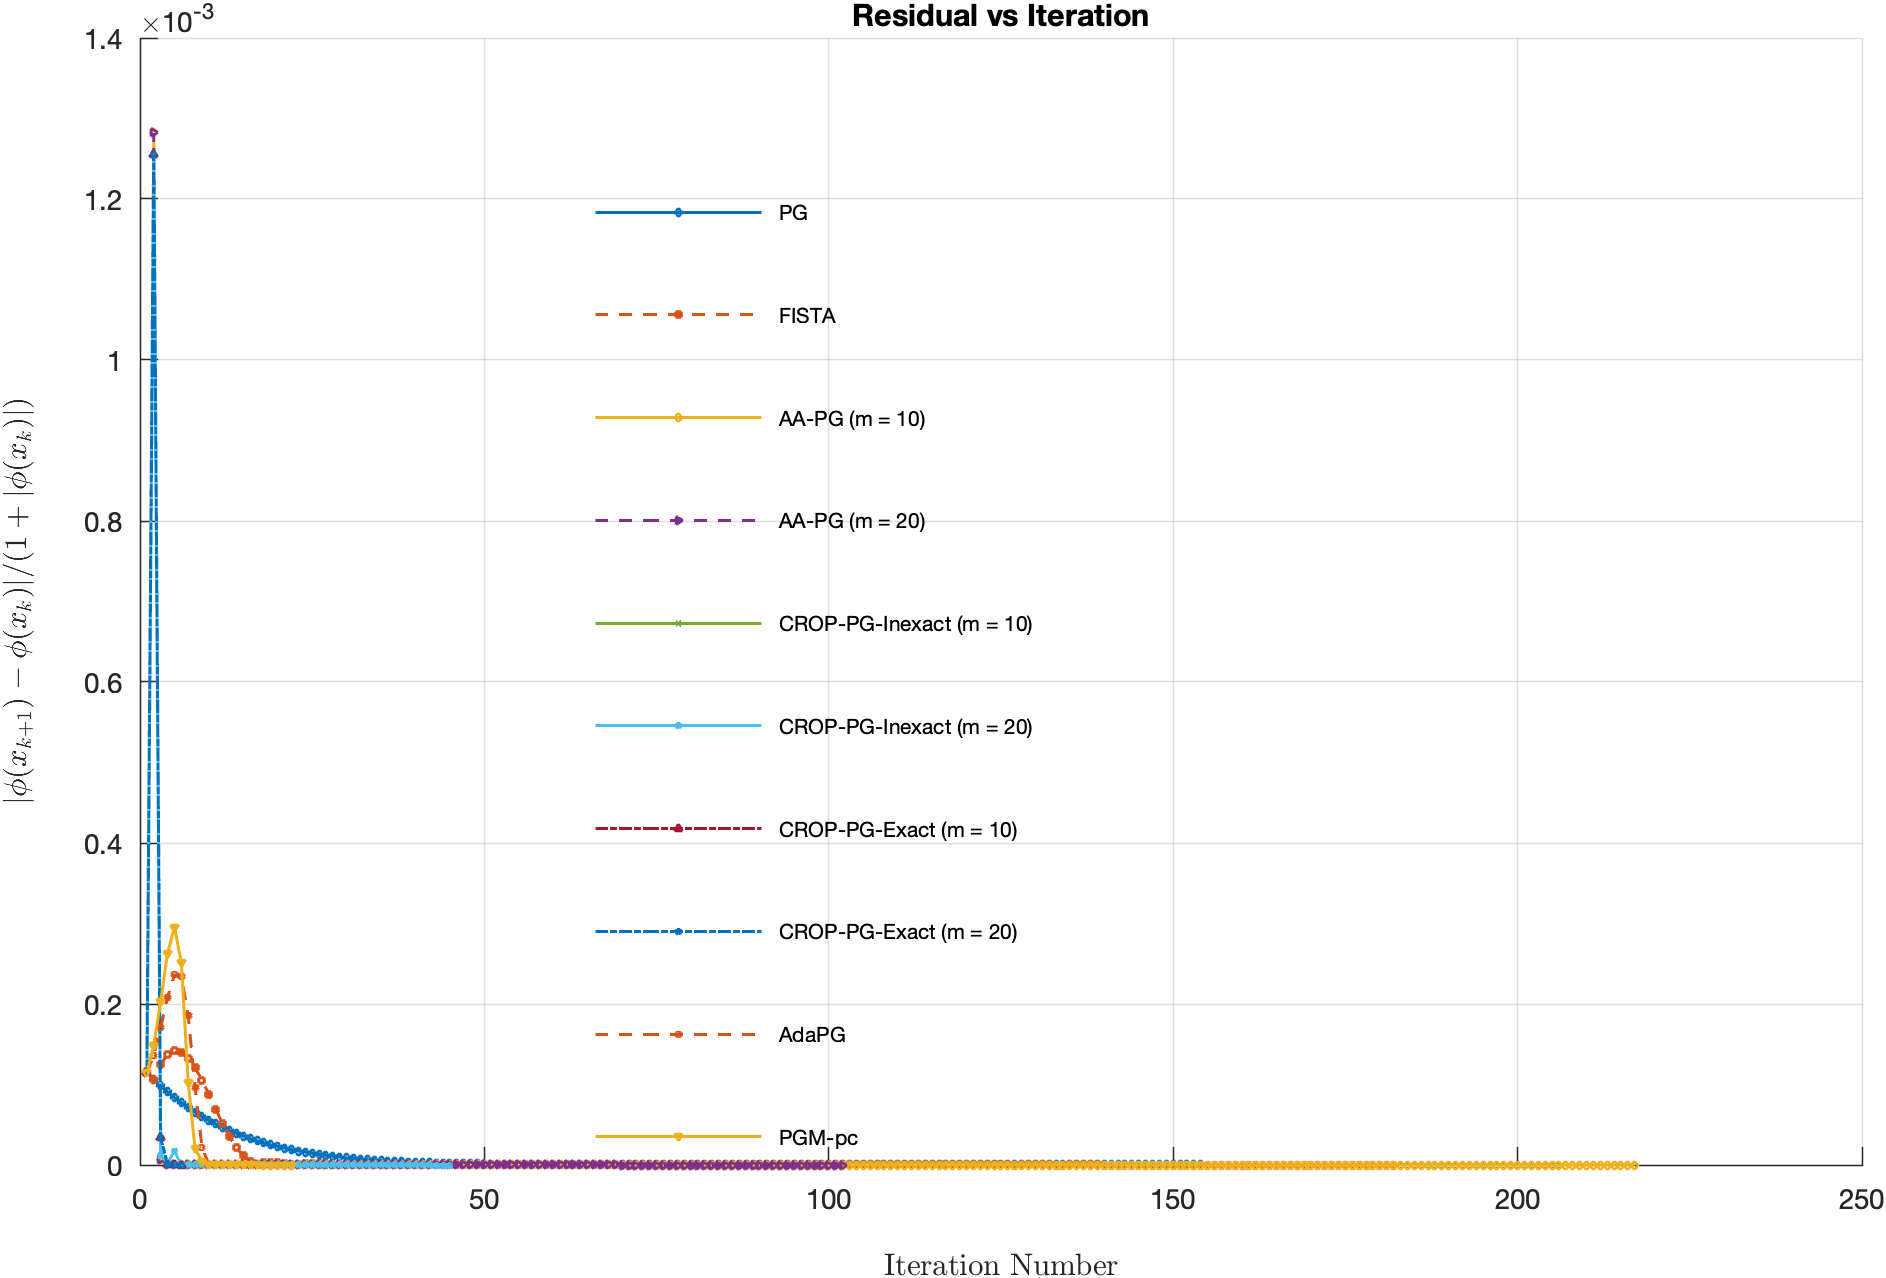 Residual vs Iteration
×10⁻³
1.4
1.2
1
0.8
0.6
0.4
0.2
0
|ϕ(x_{k+1}) − ϕ(x_k)|/(1 + |ϕ(x_k)|)
PG
FISTA
AA-PG (m = 10)
AA-PG (m = 20)
CROP-PG-Inexact (m = 10)
CROP-PG-Inexact (m = 20)
CROP-PG-Exact (m = 10)
CROP-PG-Exact (m = 20)
AdaPG
PGM-pc
0 50 100 150 200 250
Iteration Number